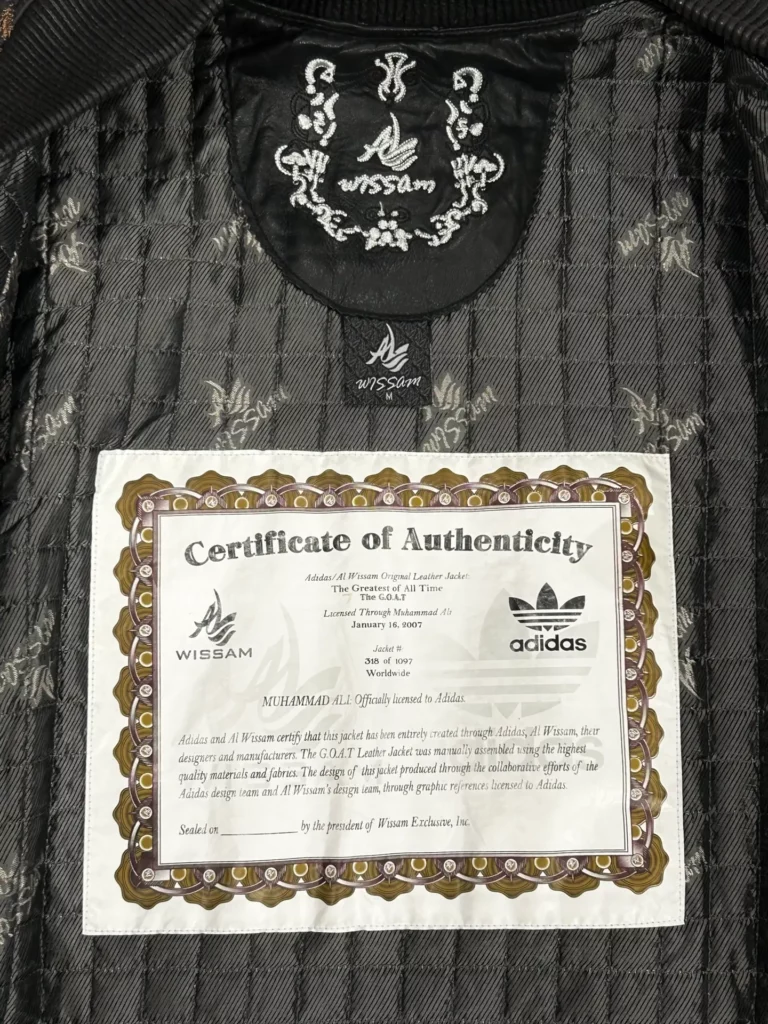 Al
wissam
Al
WISSAM
M
Certificate of Authenticity
Adidas/Al Wissam Original Leather Jacket
The Greatest of All Time
The G.O.A.T
Licensed Through Muhammad Ali
January 16, 2007
WISSAM
adidas
Jacket #
318 of 1097
Worldwide
MUHAMMAD ALI. Officially licensed to Adidas.
Adidas and Al Wissam certify that this jacket has been entirely created through Adidas, Al Wissam, their
designers and manufacturers. The G.O.A.T Leather Jacket was manually assembled using the highest
quality materials and fabrics. The design of this jacket produced through the collaborative efforts of the
Adidas design team and Al Wissam's design team, through graphic references licensed to Adidas.
Sealed on ____________ by the president of Wissam Exclusive, Inc.